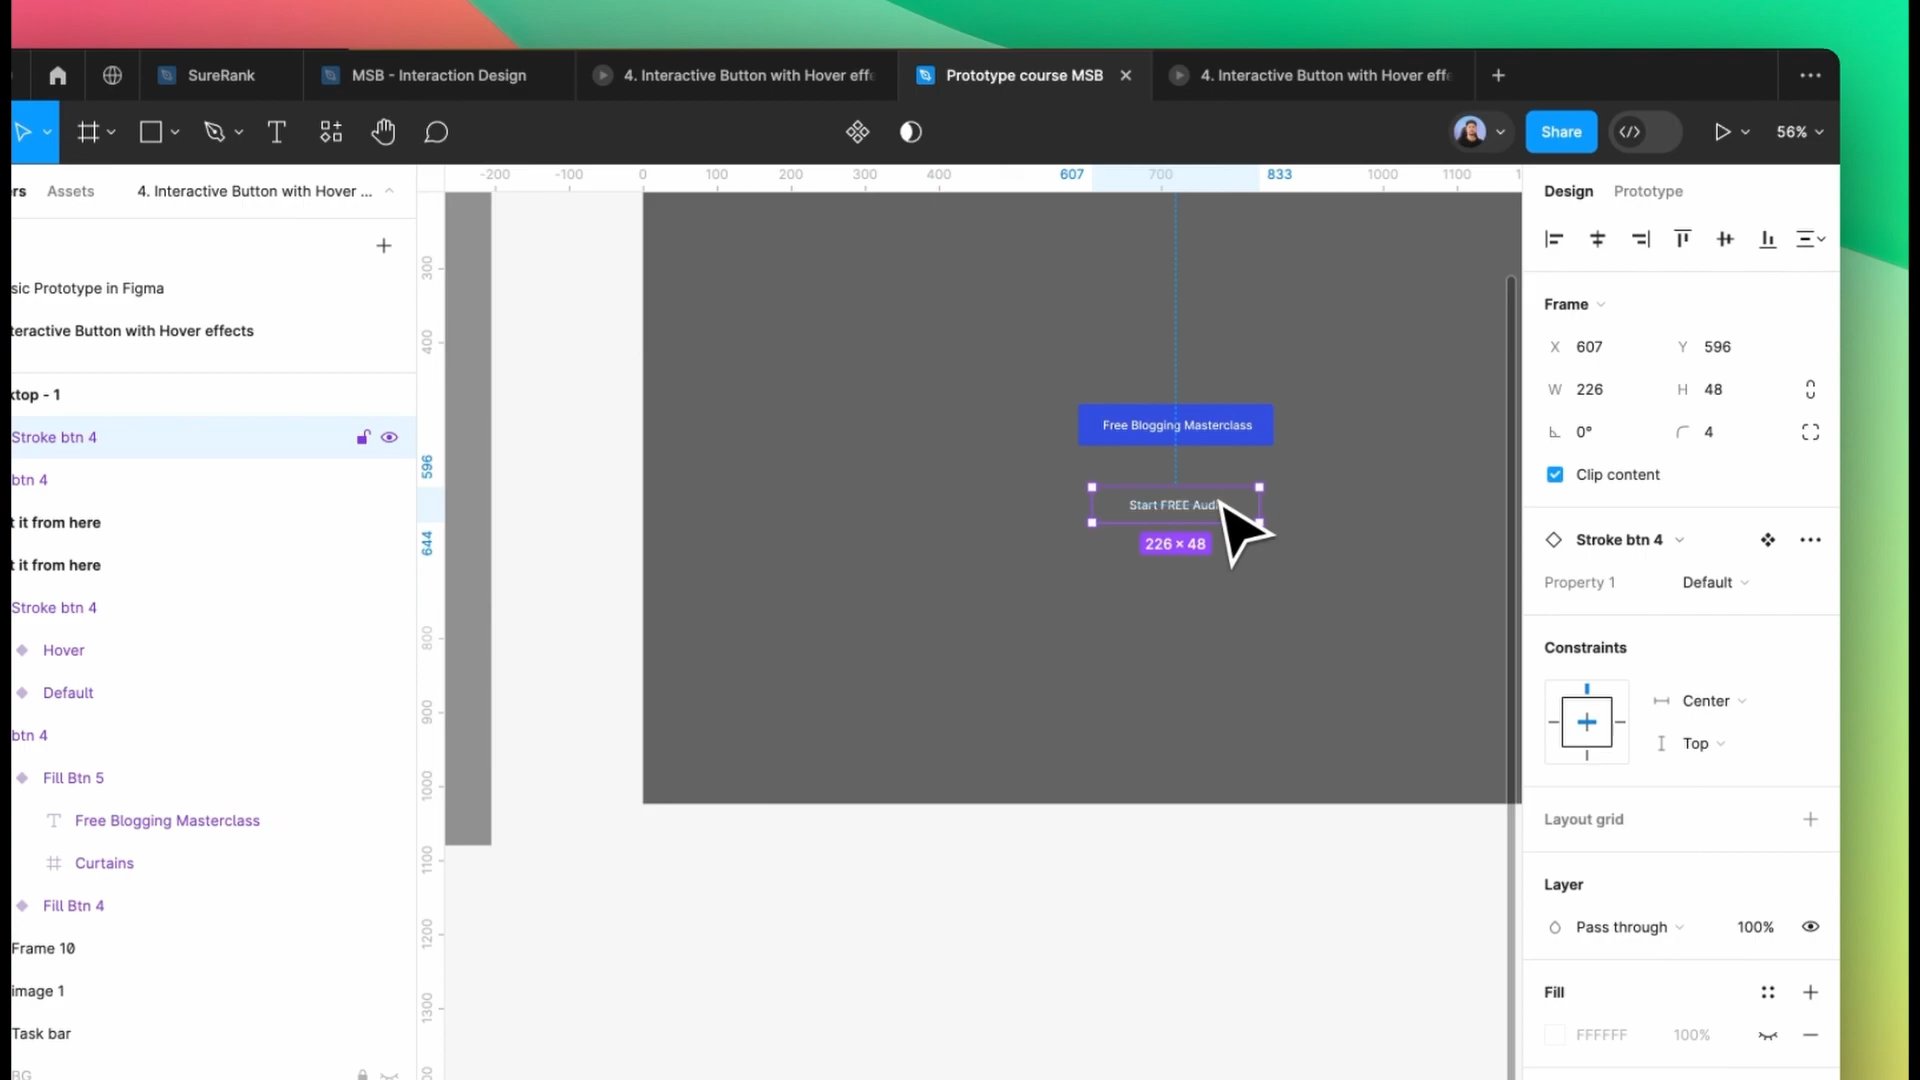 SureRank
MSB - Interaction Design
4. Interactive Button with Hover effe
Prototype course MSB
4. Interactive Button with Hover effe
Share
56%
ers
Assets
4. Interactive Button with Hover ...
sic Prototype in Figma
teractive Button with Hover effects
ktop - 1
Stroke btn 4
btn 4
t it from here
t it from here
Stroke btn 4
Hover
Default
btn 4
Fill Btn 5
Free Blogging Masterclass
Curtains
Fill Btn 4
Frame 10
image 1
Task bar
BG
-200
-100
0
100
200
300
400
607
700
833
1000
1100
300
400
596
644
800
900
1000
1100
1200
1300
Free Blogging Masterclass
Start FREE Audi
226 × 48
Design
Prototype
Frame
X 607
Y 596
W 226
H 48
0°
4
Clip content
Stroke btn 4
Property 1
Default
Constraints
Center
Top
Layout grid
Layer
Pass through
100%
Fill
FFFFFF
100%